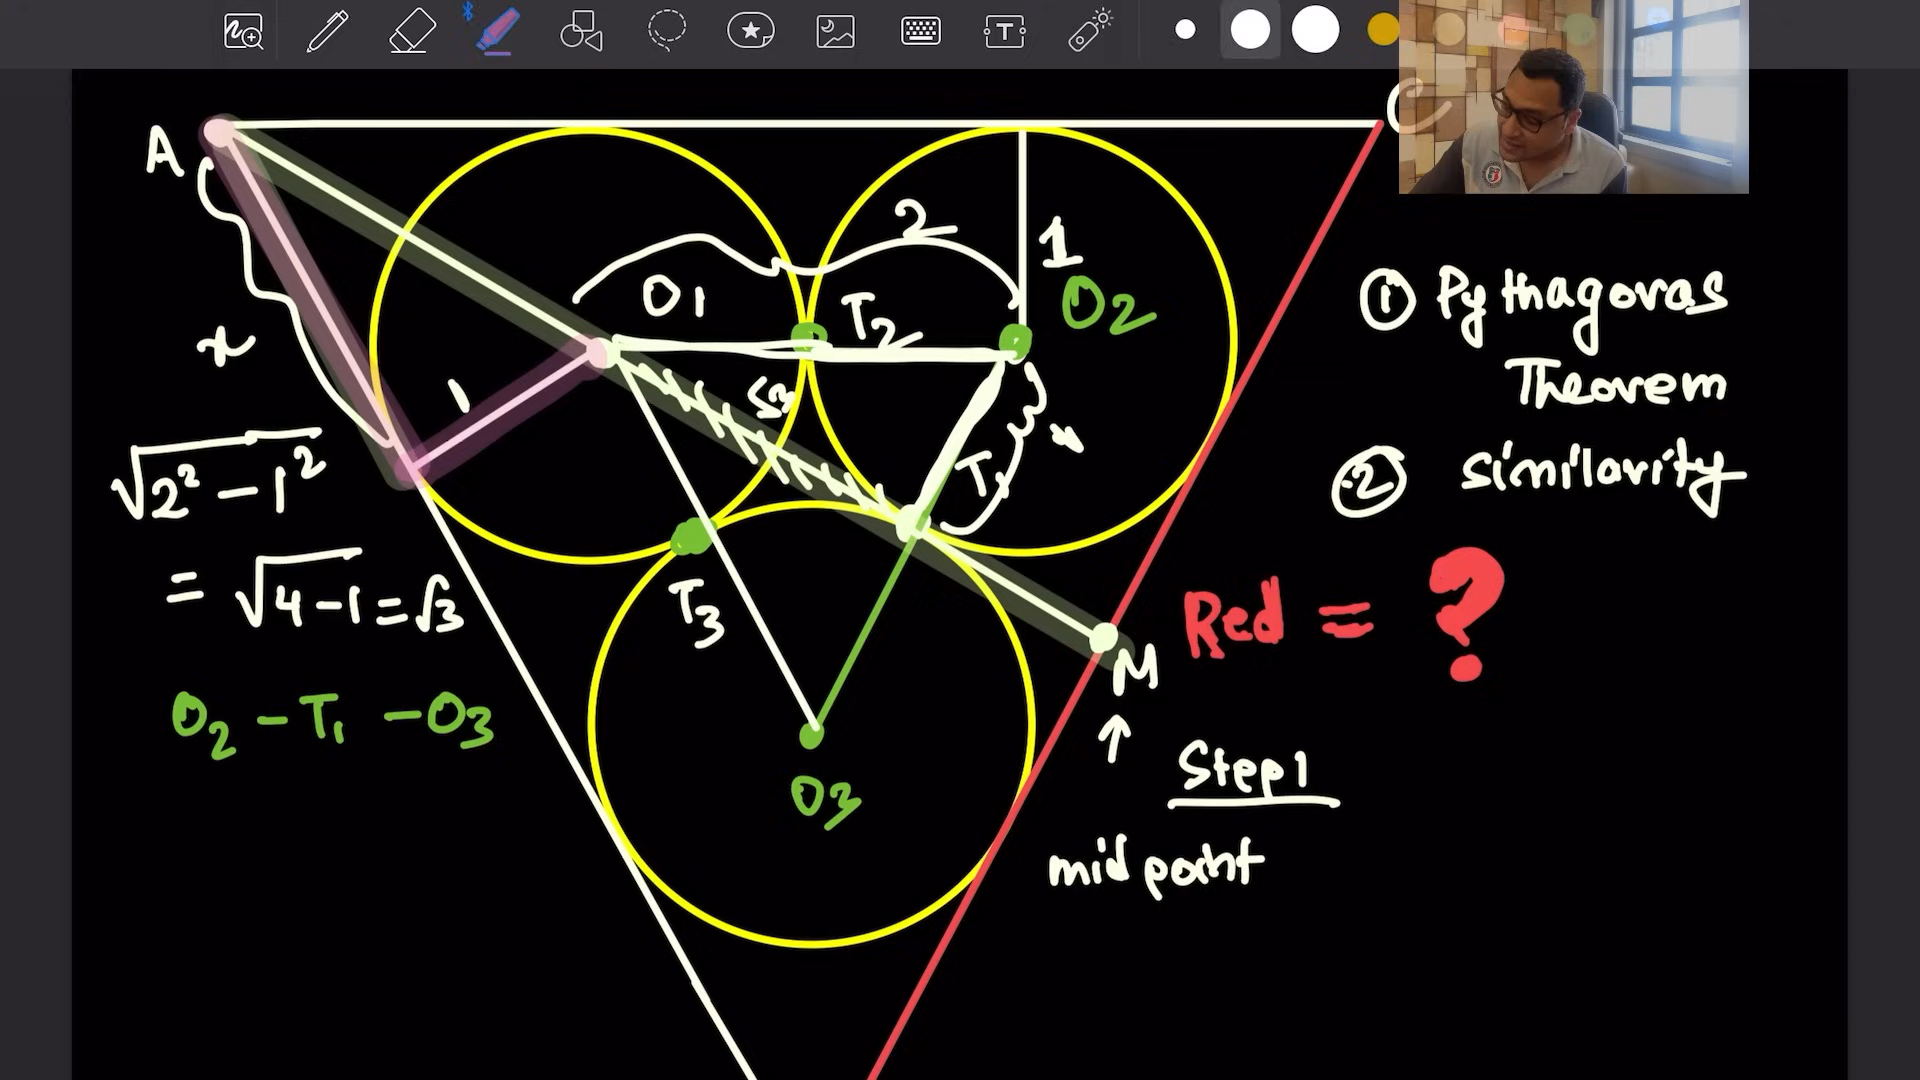 A
C
2
1
O1
T2
O2
1
x
√3
T1
x
√2² - 1²
= √4-1 = √3
T3
O2 - T1 - O3
O3
M
↑
Step 1
mid point
① Pythagoras
Theorem
② similarity
Red = ?
T